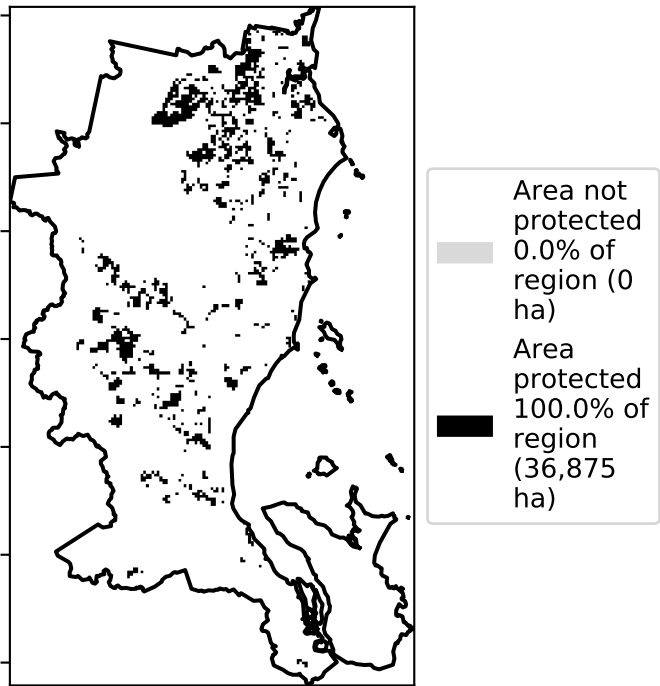 Area not
protected
0.0% of
region (0
ha)
Area
protected
100.0% of
region
(36,875
ha)